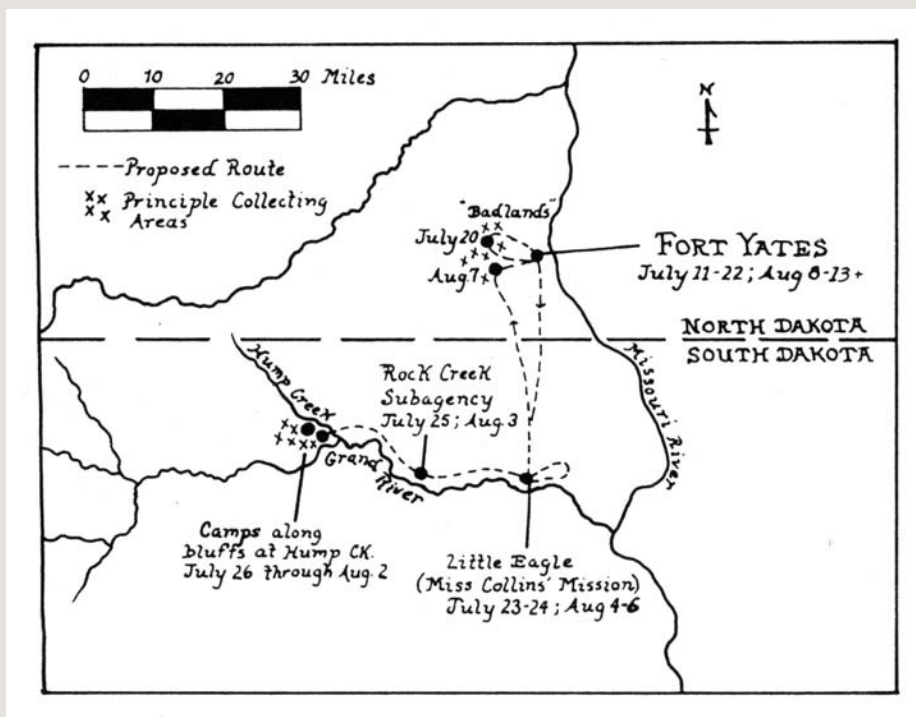 0 10 20 30 Miles
N
-----Proposed Route
Principle Collecting
Areas
"Badlands"
July 20
Aug. 7
FORT YATES
July 11-22; Aug 8-13+
NORTH DAKOTA
SOUTH DAKOTA
Missouri River
Hump Creek
Rock Creek
Subagency
July 25; Aug. 3
Grand
River
Camps along
bluffs at Hump CK.
July 26 through Aug. 2
Little Eagle
(Miss Collins' Mission)
July 23-24; Aug 4-6